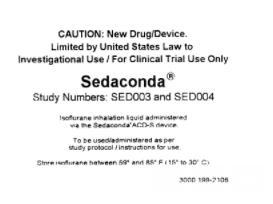 CAUTION: New Drug/Device.
Limited by United States Law to
Investigational Use / For Clinical Trial Use Only
Sedaconda®
Study Numbers: SED003 and SED004
Isoflurane inhalation liquid administered
via the Sedaconda ACD-S device.
To be used/administered as per
study protocol / instructions for use.
Store isoflurane between 59° and 86° F (15° to 30° C)
3000 199-2106